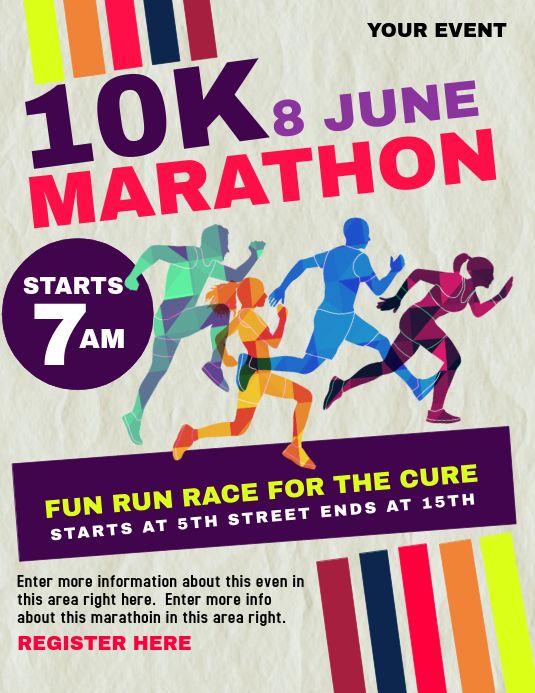 YOUR EVENT
10K 8 JUNE
MARATHON
STARTS
7AM
FUN RUN RACE FOR THE CURE
STARTS AT 5TH STREET ENDS AT 15TH
Enter more information about this even in
this area right here. Enter more info
about this marathoin in this area right.
REGISTER HERE